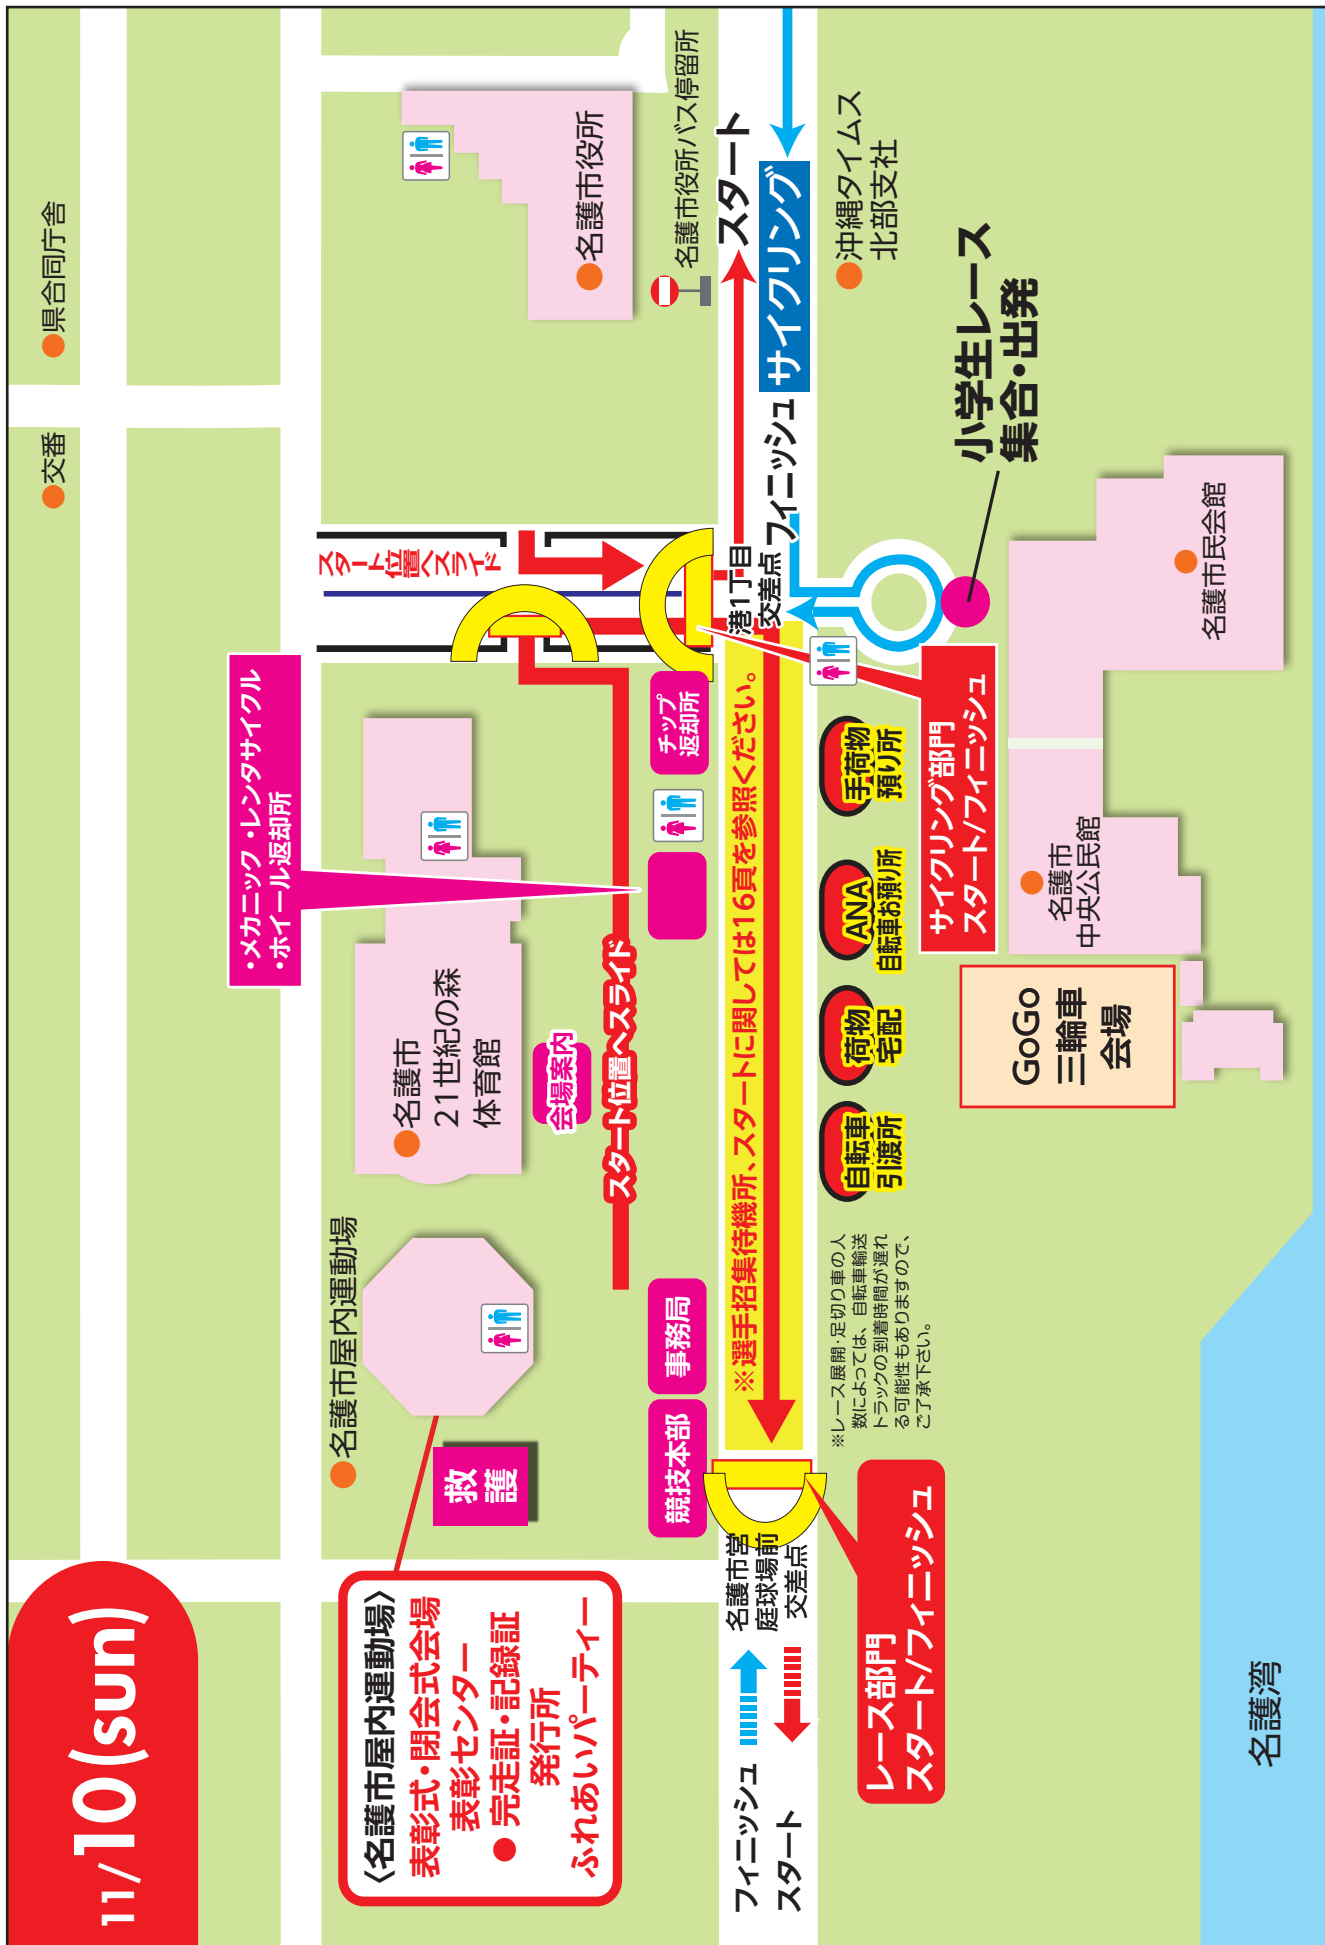 11/10(sun)
県合同庁舎
交番
スタート位置へスライド
・メカニック・レンタサイクル
・ホイール返却所
名護市役所
名護市役所バス停留所
スタート
サイクリング
フィニッシュ
沖縄タイムス
北部支社
小学生レース
集合・出発
港1丁目
交差点
チップ
返却所
名護市
21世紀の森
体育館
会場案内
スタート位置へスライド
名護市屋内運動場
救
護
〈名護市屋内運動場〉
表彰式・閉会式会場
表彰センター
● 完走証・記録証
発行所
ふれあいパーティー
事務局
競技本部
※選手招集待機所、スタートに関しては16頁を参照ください。
名護市営
庭球場前
交差点
フィニッシュ
スタート
レース部門
スタート/フィニッシュ
※レース展開・足切り車の人
数によっては、自転車輸送
トラックの到着時間が遅れ
る可能性もありますので、
ご了承下さい。
自転車
引渡所
荷物
宅配
ANA
自転車お預り所
手荷物
預り所
サイクリング部門
スタート/フィニッシュ
名護市民会館
名護市
中央公民館
GoGo
三輪車
会場
名護湾